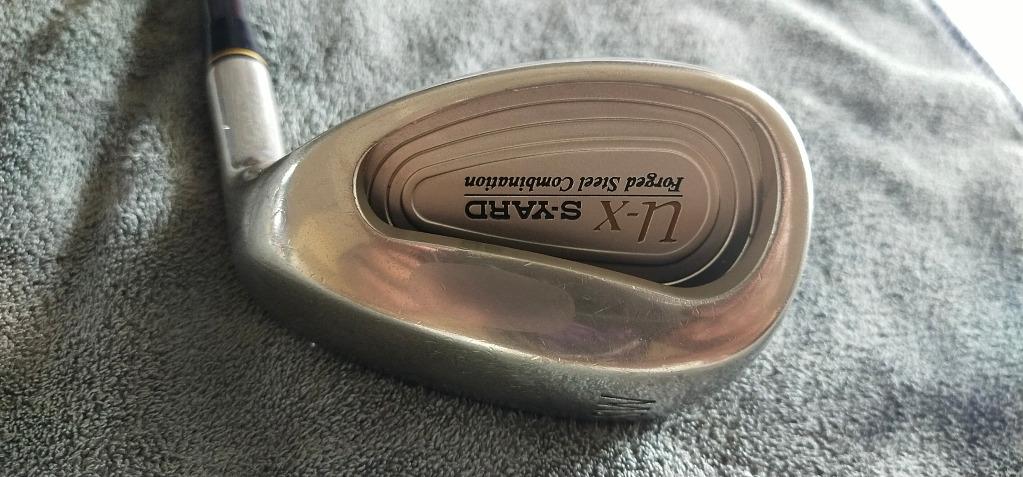 U-X S-YARD
Forged Steel Combination
W